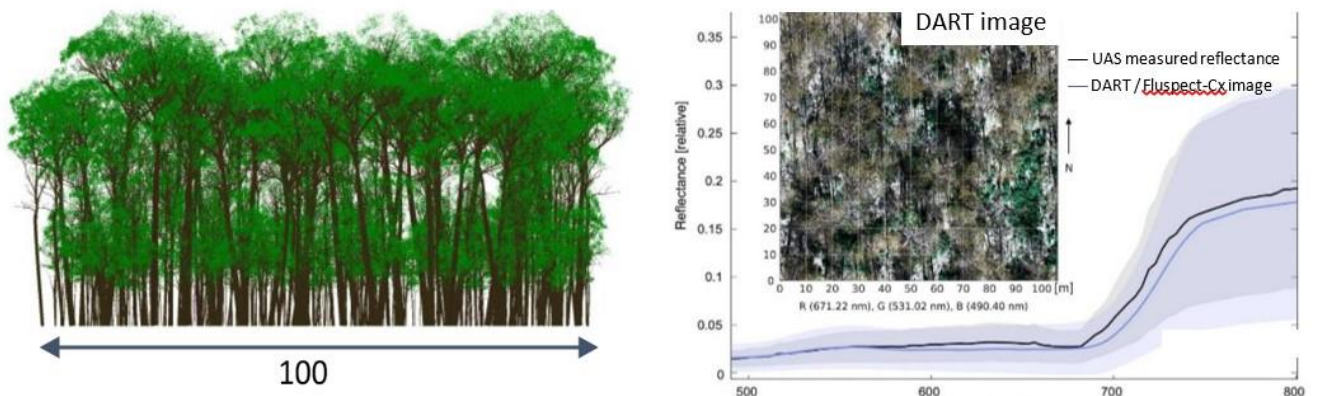 100
DART image
UAS measured reflectance
DART / Fluspect-Cx image
N
Reflectance [relative]
0.35
0.3
0.25
0.2
0.15
0.1
0.05
0
100
90
80
70
60
50
40
30
20
10
0
0 10 20 30 40 50 60 70 80 90 100 [m]
R (671.22 nm), G (531.02 nm), B (490.40 nm)
500 600 700 800